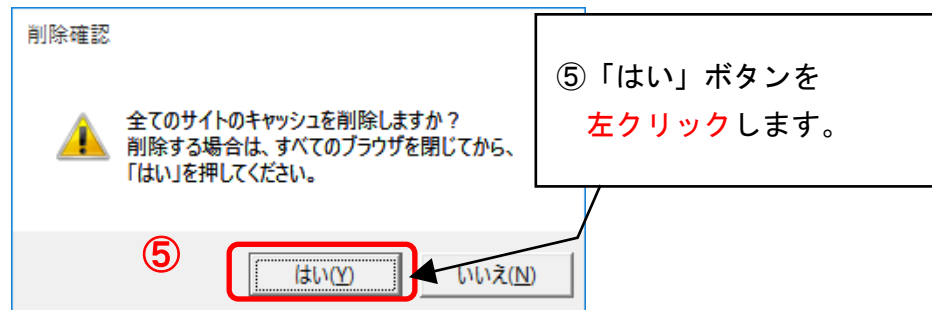 削除確認
全てのサイトのキャッシュを削除しますか？
削除する場合は、すべてのブラウザを閉じてから、
「はい」を押してください。
⑤「はい」ボタンを
左クリックします。
⑤
はい(Y)
いいえ(N)